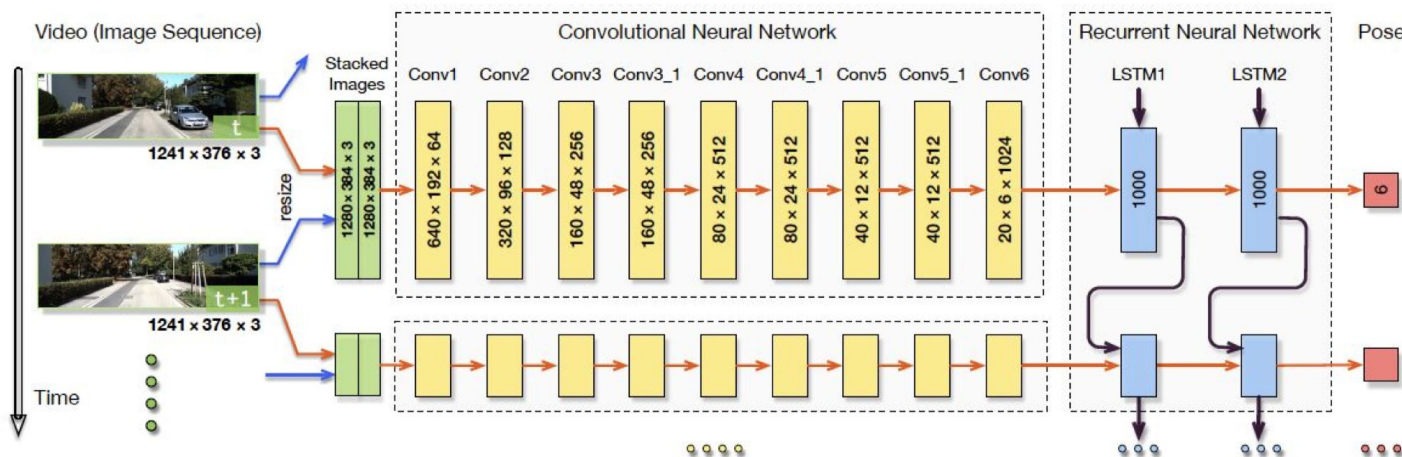 Video (Image Sequence)
t
1241 x 376 x 3
resize
t+1
1241 x 376 x 3
Time
Stacked
Images
1280 x 384 x 3
1280 x 384 x 3
Convolutional Neural Network
Conv1
Conv2
Conv3
Conv3_1
Conv4
Conv4_1
Conv5
Conv5_1
Conv6
640 x 192 x 64
320 x 96 x 128
160 x 48 x 256
160 x 48 x 256
80 x 24 x 512
80 x 24 x 512
40 x 12 x 512
40 x 12 x 512
20 x 6 x 1024
Recurrent Neural Network
LSTM1
LSTM2
1000
1000
Pose
6